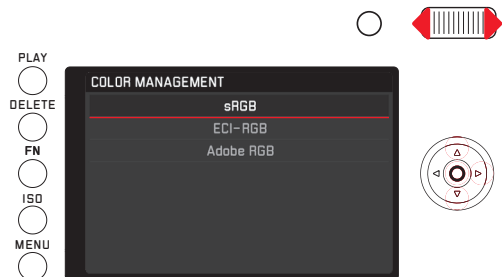 PLAY
COLOR MANAGEMENT
DELETE
sRGB
ECI-RGB
FN
Adobe RGB
ISO
MENU